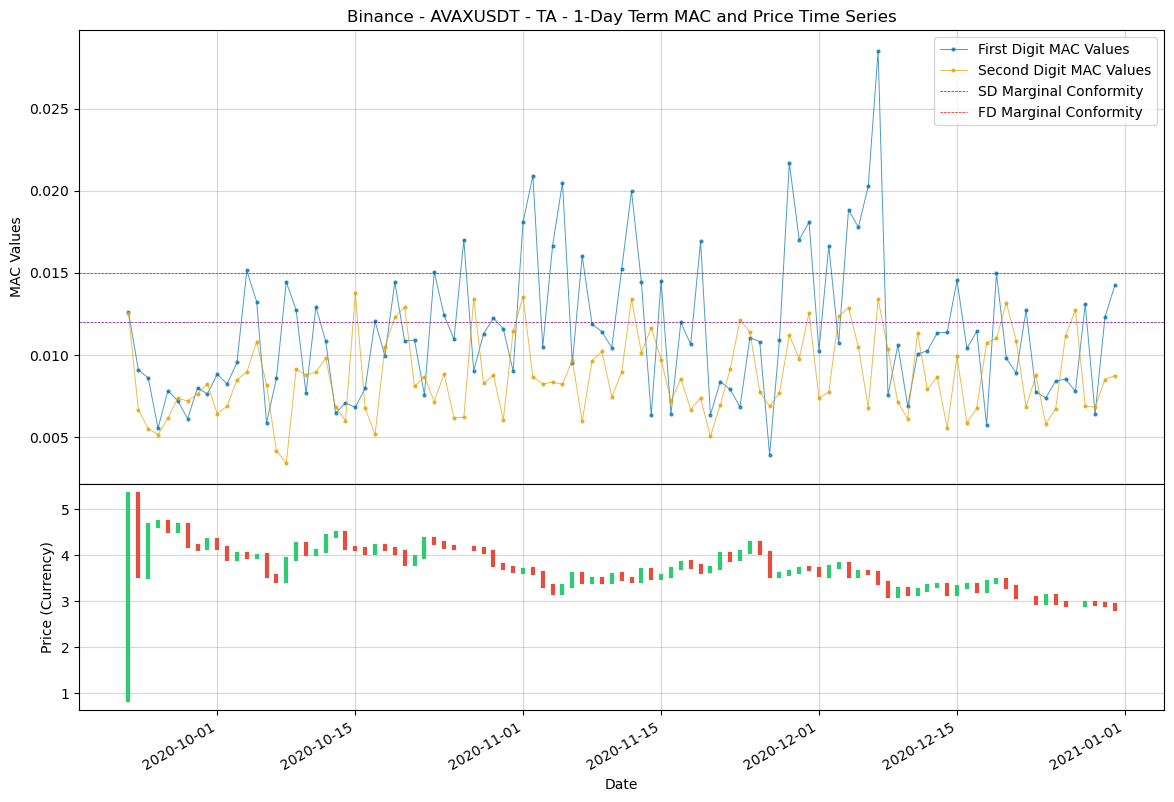 Binance - AVAXUSDT - TA - 1-Day Term MAC and Price Time Series
First Digit MAC Values
Second Digit MAC Values
SD Marginal Conformity
FD Marginal Conformity
MAC Values
0.025
0.020
0.015
0.010
0.005
Price (Currency)
5
4
3
2
1
2020-10-01
2020-10-15
2020-11-01
2020-11-15
2020-12-01
2020-12-15
2021-01-01
Date